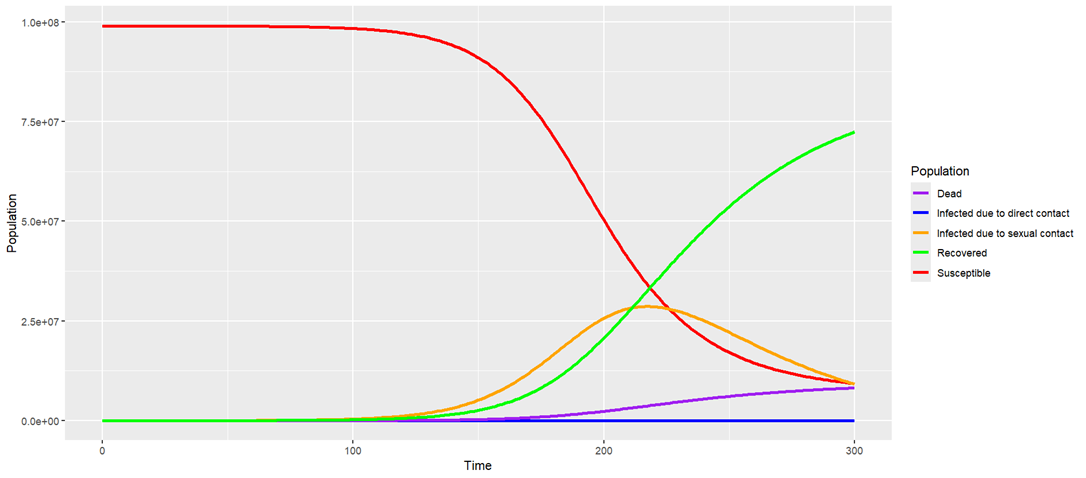 1.0e+08
7.5e+07
5.0e+07
2.5e+07
0.0e+00
Population
0
100
200
300
Time
Population
Dead
Infected due to direct contact
Infected due to sexual contact
Recovered
Susceptible